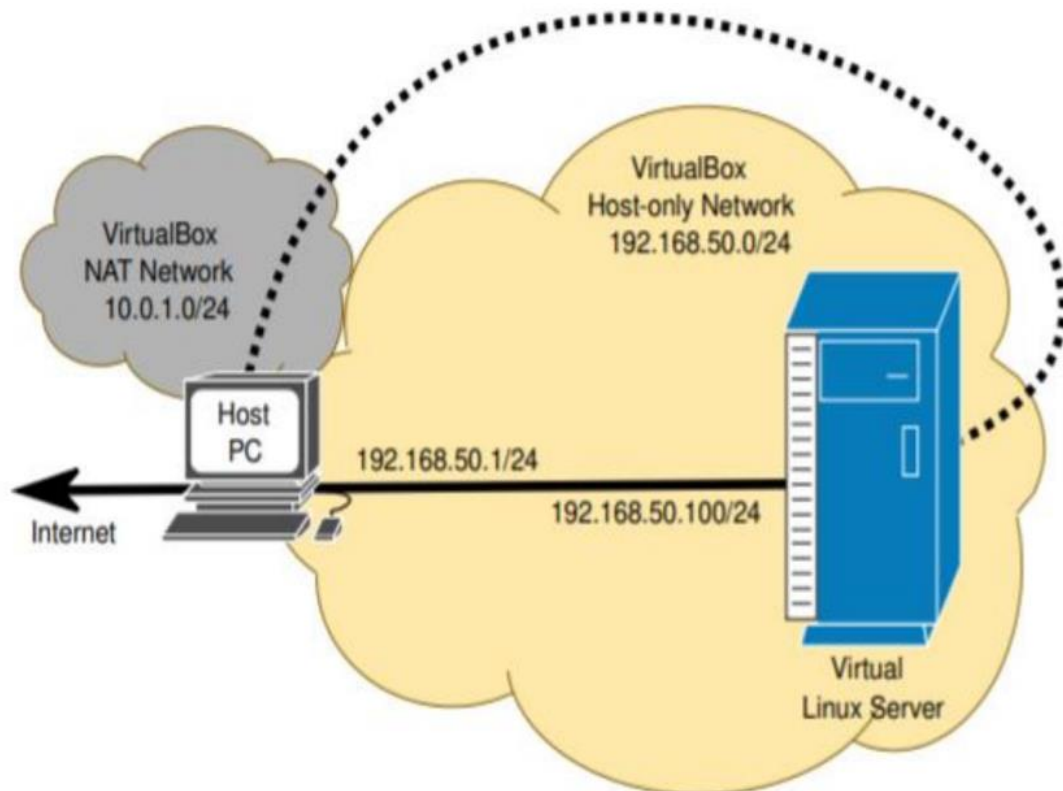 VirtualBox
Host-only Network
192.168.50.0/24
VirtualBox
NAT Network
10.0.1.0/24
Host
PC
192.168.50.1/24
192.168.50.100/24
Internet
Virtual
Linux Server